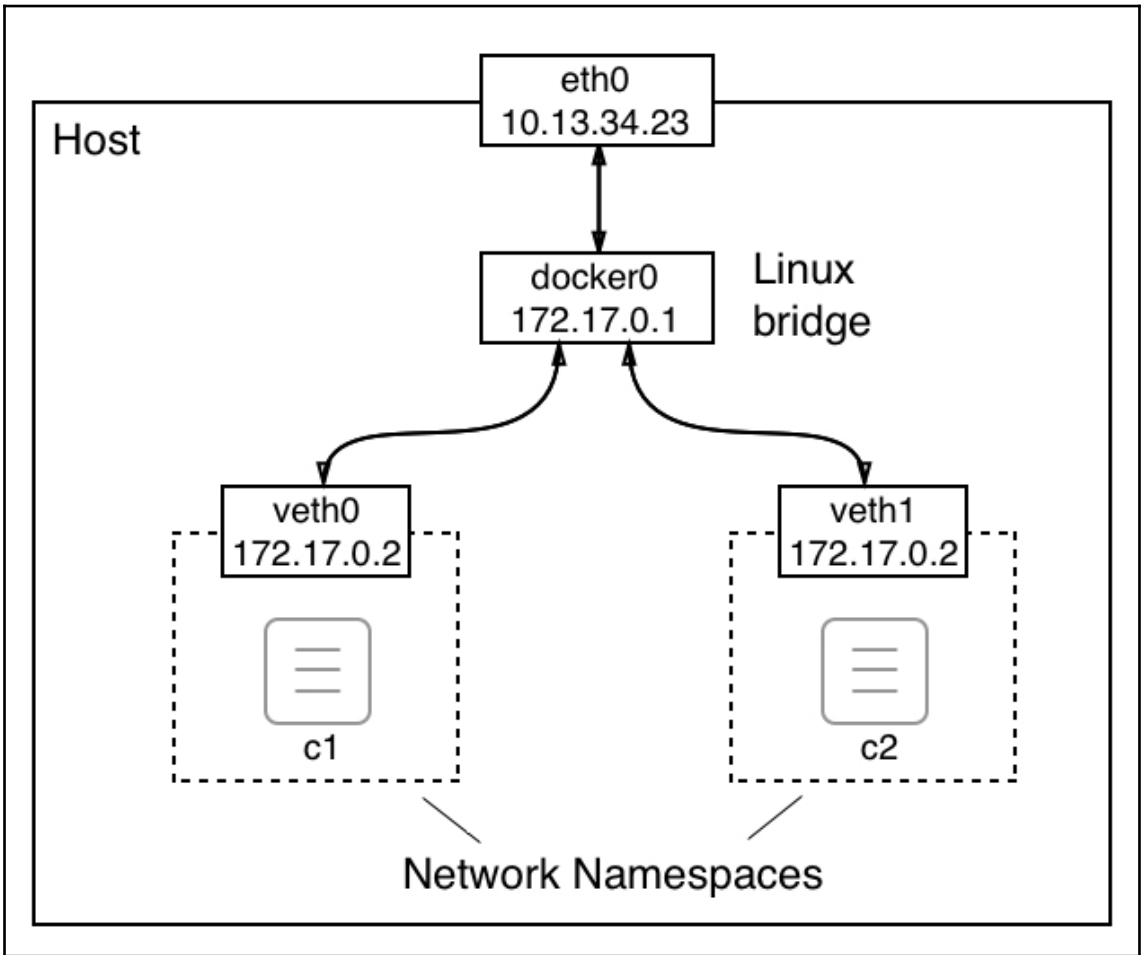 eth0
10.13.34.23
Host
docker0
172.17.0.1
Linux
bridge
veth0
172.17.0.2
veth1
172.17.0.2
c1
c2
Network Namespaces